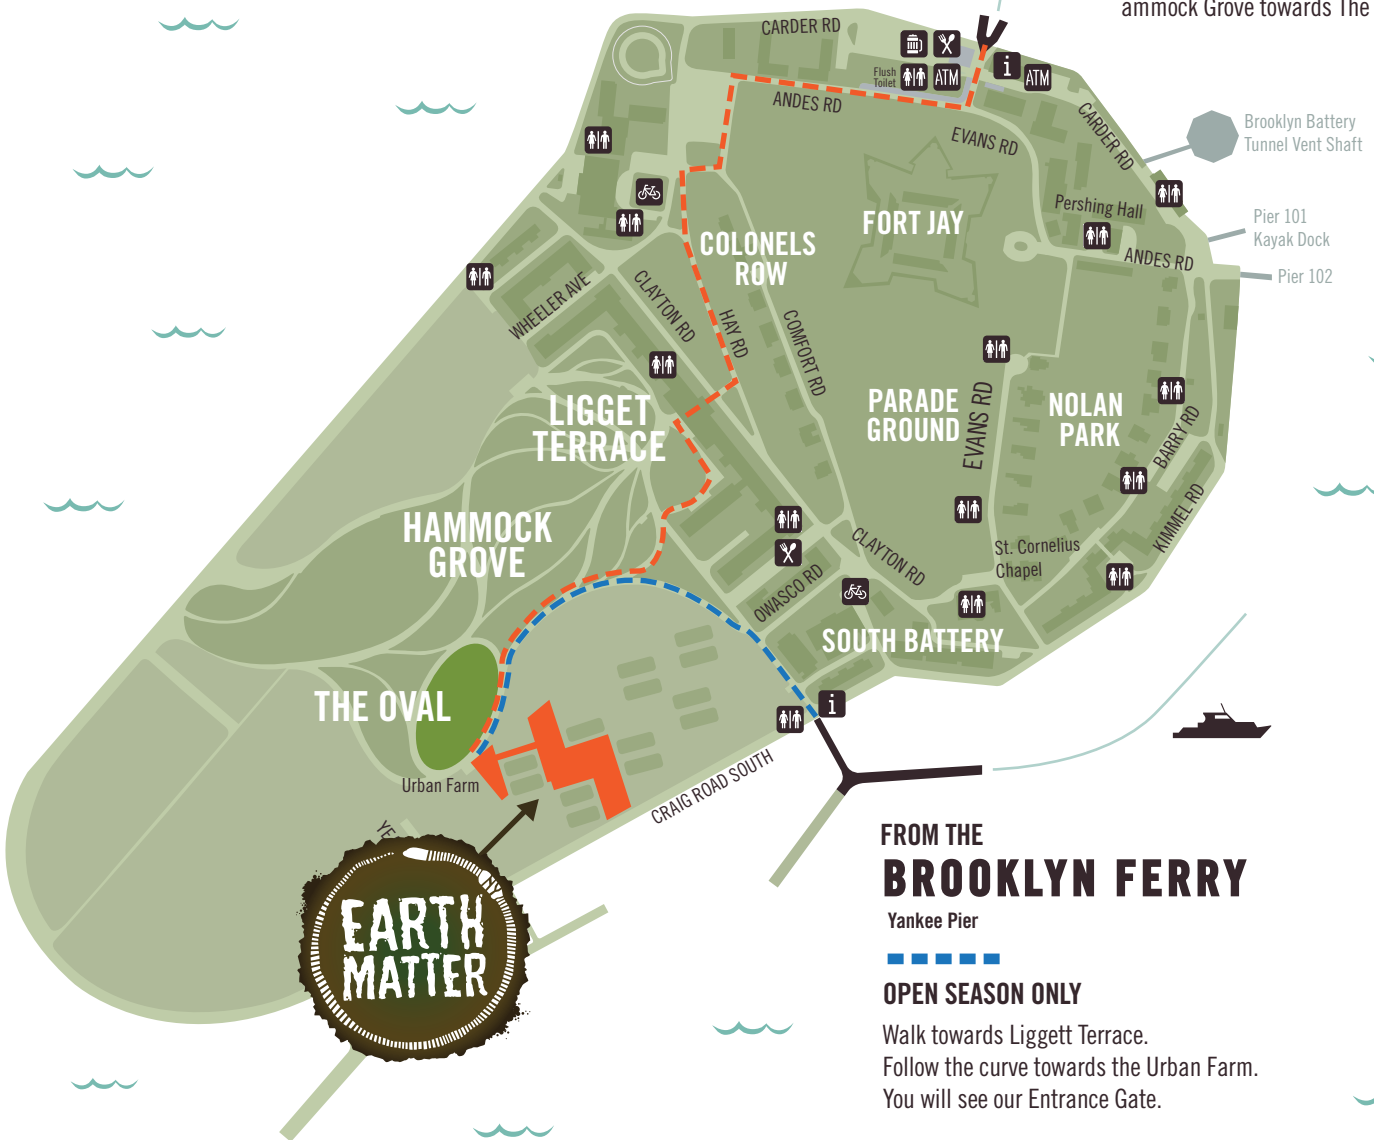 ammock Grove towards The
CARDER RD
Flush
Toilet
ATM
i
ATM
ANDES RD
EVANS RD
CARDER RD
Brooklyn Battery
Tunnel Vent Shaft
Pershing Hall
Pier 101
Kayak Dock
ANDES RD
Pier 102
FORT JAY
COLONELS
ROW
WHEELER AVE
CLAYTON RD
HAY RD
COMFORT RD
LIGGET
TERRACE
PARADE
GROUND
EVANS RD
NOLAN
PARK
BARRY RD
KIMMEL RD
HAMMOCK
GROVE
CLAYTON RD
St. Cornelius
Chapel
OWASCO RD
SOUTH BATTERY
THE OVAL
i
Urban Farm
CRAIG ROAD SOUTH
YE
EARTH
MATTER
NY
FROM THE
BROOKLYN FERRY
Yankee Pier
OPEN SEASON ONLY
Walk towards Liggett Terrace.
Follow the curve towards the Urban Farm.
You will see our Entrance Gate.